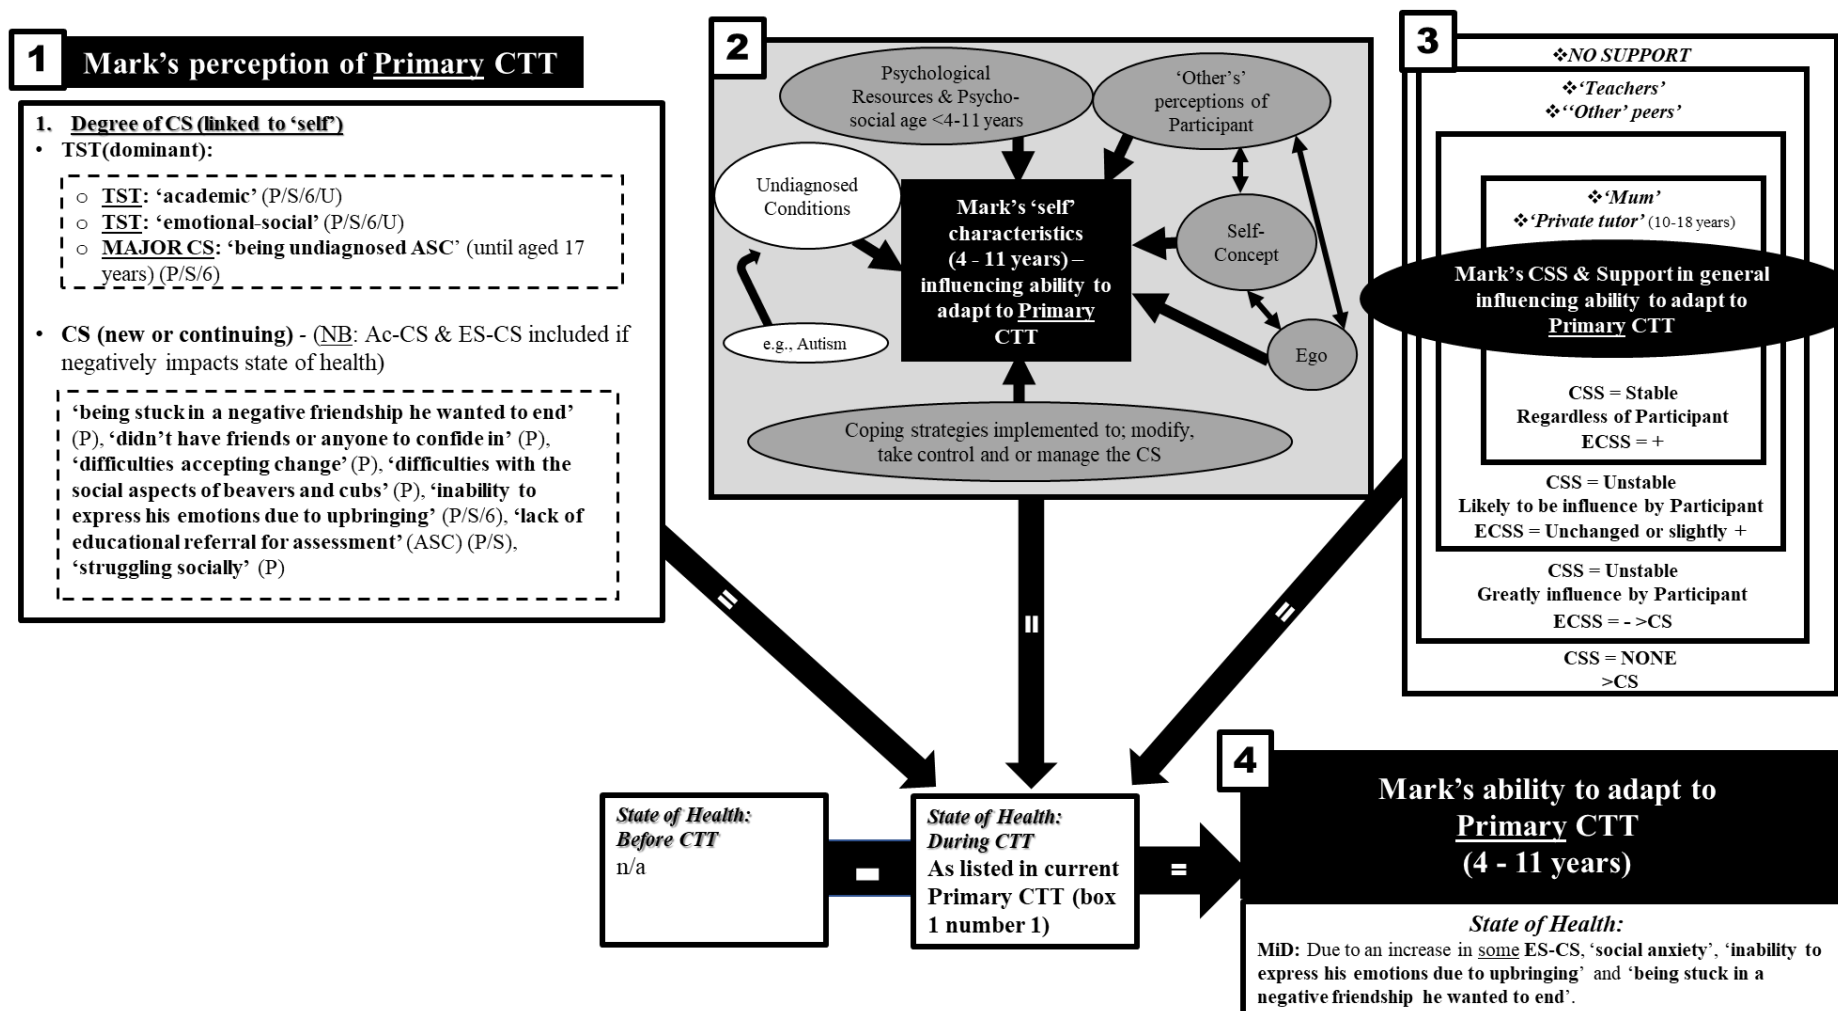 1
Mark's perception of Primary CTT
1. Degree of CS (linked to 'self')
• TST(dominant):
o TST: 'academic' (P/S/6/U)
o TST: 'emotional-social' (P/S/6/U)
o MAJOR CS: 'being undiagnosed ASC' (until aged 17
years) (P/S/6)
• CS (new or continuing) - (NB: Ac-CS & ES-CS included if
negatively impacts state of health)
'being stuck in a negative friendship he wanted to end'
(P), 'didn't have friends or anyone to confide in' (P),
'difficulties accepting change' (P), 'difficulties with the
social aspects of beavers and cubs' (P), 'inability to
express his emotions due to upbringing' (P/S/6), 'lack of
educational referral for assessment' (ASC) (P/S),
'struggling socially' (P)
2
Psychological
Resources & Psycho-
social age <4-11 years
'Other's'
perceptions of
Participant
Undiagnosed
Conditions
e.g., Autism
Mark's 'self'
characteristics
(4 - 11 years) –
influencing ability to
adapt to Primary
CTT
Self-
Concept
Ego
Coping strategies implemented to; modify,
take control and or manage the CS
3
❖NO SUPPORT
❖'Teachers'
❖''Other' peers'
❖'Mum'
❖'Private tutor' (10-18 years)
Mark's CSS & Support in general
influencing ability to adapt to
Primary CTT
CSS = Stable
Regardless of Participant
ECSS = +
CSS = Unstable
Likely to be influence by Participant
ECSS = Unchanged or slightly +
CSS = Unstable
Greatly influence by Participant
ECSS = - >CS
CSS = NONE
>CS
=
=
=
State of Health:
Before CTT
n/a
-
State of Health:
During CTT
As listed in current
Primary CTT (box
1 number 1)
=
4
Mark's ability to adapt to
Primary CTT
(4 - 11 years)
State of Health:
MiD: Due to an increase in some ES-CS, 'social anxiety', 'inability to
express his emotions due to upbringing' and 'being stuck in a
negative friendship he wanted to end'.